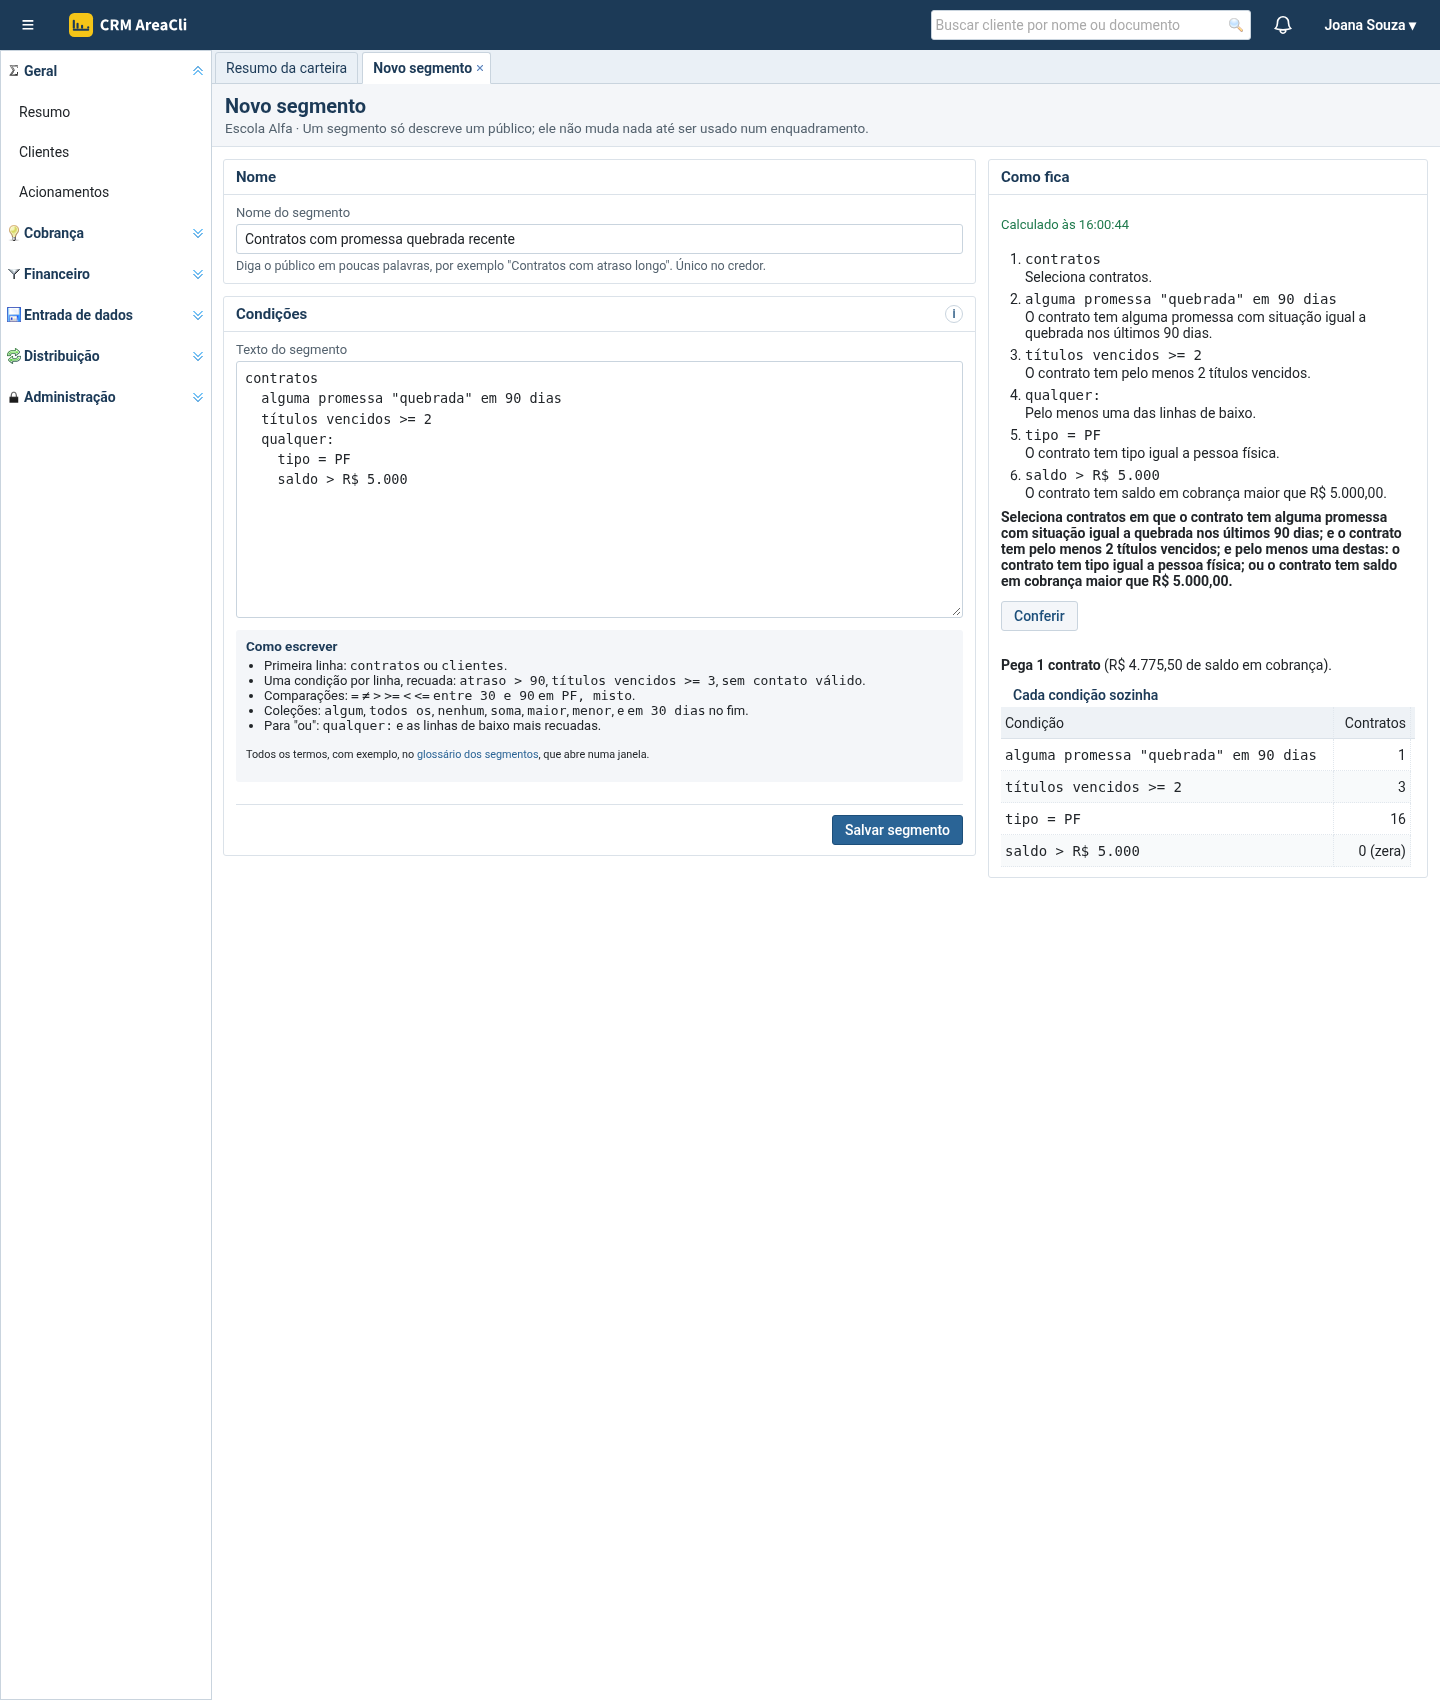 ≡ CRM AreaCli
Buscar cliente por nome ou documento
Joana Souza ▾
Geral
Resumo
Clientes
Acionamentos
Cobrança
Financeiro
Entrada de dados
Distribuição
Administração
Resumo da carteira
Novo segmento ×
Novo segmento
Escola Alfa · Um segmento só descreve um público; ele não muda nada até ser usado num enquadramento.
Nome
Nome do segmento
Contratos com promessa quebrada recente
Diga o público em poucas palavras, por exemplo "Contratos com atraso longo". Único no credor.
Condições
i
Texto do segmento
contratos
alguma promessa "quebrada" em 90 dias
títulos vencidos >= 2
qualquer:
tipo = PF
saldo > R$ 5.000
Como escrever
• Primeira linha: contratos ou clientes.
• Uma condição por linha, recuada: atraso > 90, títulos vencidos >= 3, sem contato válido.
• Comparações: = ≠ > >= < <= entre 30 e 90 em PF, misto.
• Coleções: algum, todos os, nenhum, soma, maior, menor, e em 30 dias no fim.
• Para "ou": qualquer: e as linhas de baixo mais recuadas.
Todos os termos, com exemplo, no glossário dos segmentos, que abre numa janela.
Salvar segmento
Como fica
Calculado às 16:00:44
1. contratos
Seleciona contratos.
2. alguma promessa "quebrada" em 90 dias
O contrato tem alguma promessa com situação igual a
quebrada nos últimos 90 dias.
3. títulos vencidos >= 2
O contrato tem pelo menos 2 títulos vencidos.
4. qualquer:
Pelo menos uma das linhas de baixo.
5. tipo = PF
O contrato tem tipo igual a pessoa física.
6. saldo > R$ 5.000
O contrato tem saldo em cobrança maior que R$ 5.000,00.
Seleciona contratos em que o contrato tem alguma promessa
com situação igual a quebrada nos últimos 90 dias; e o contrato
tem pelo menos 2 títulos vencidos; e pelo menos uma destas: o
contrato tem tipo igual a pessoa física; ou o contrato tem saldo
em cobrança maior que R$ 5.000,00.
Conferir
Pega 1 contrato (R$ 4.775,50 de saldo em cobrança).
Cada condição sozinha
Condição Contratos
alguma promessa "quebrada" em 90 dias 1
títulos vencidos >= 2 3
tipo = PF 16
saldo > R$ 5.000 0 (zera)